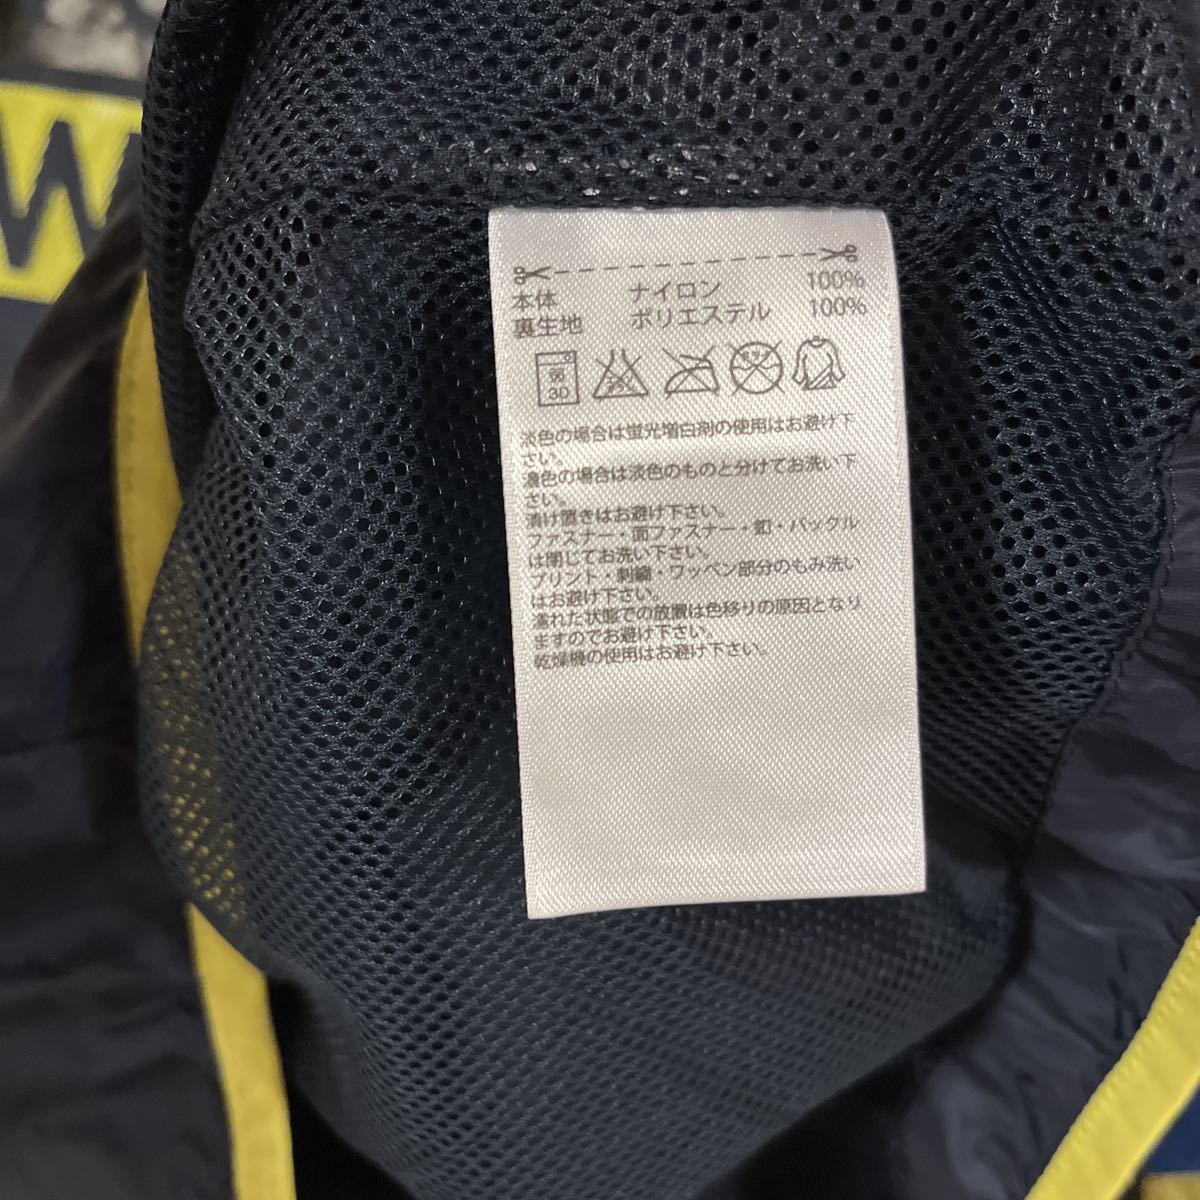 W
本体 ナイロン 100%
裏生地 ポリエステル 100%
弱
30
淡色の場合は蛍光増白剤の使用はお避け下
さい。
濃色の場合は淡色のものと分けてお洗い下
さい。
漬け置きはお避け下さい。
ファスナー・面ファスナー・釦・バックル
は閉じてお洗い下さい。
プリント・刺繍・ワッペン部分のもみ洗い
はお避け下さい。
濡れた状態での放置は色移りの原因となり
ますのでお避け下さい。
乾燥機の使用はお避け下さい。